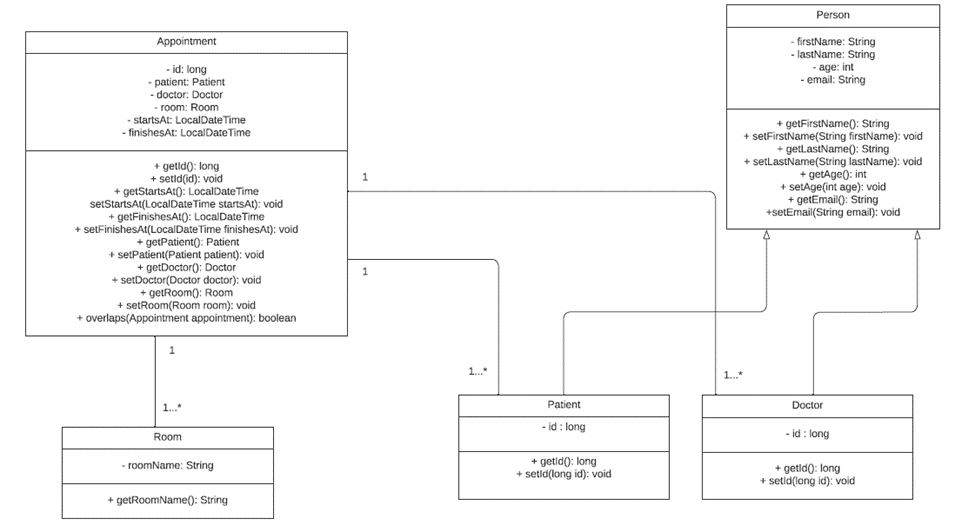 Appointment
- id: long
- patient: Patient
- doctor: Doctor
- room: Room
- startsAt: LocalDateTime
- finishesAt: LocalDateTime
+ getId(): long
+ setId(id): void
+ getStartsAt(): LocalDateTime
setStartsAt(LocalDateTime startsAt): void
+ getFinishesAt(): LocalDateTime
+ setFinishesAt(LocalDateTime finishesAt): void
+ getPatient(): Patient
+ setPatient(Patient patient): void
+ getDoctor(): Doctor
+ setDoctor(Doctor doctor): void
+ getRoom(): Room
+ setRoom(Room room): void
+ overlaps(Appointment appointment): boolean
Person
- firstName: String
- lastName: String
- age: int
- email: String
+ getFirstName(): String
+ setFirstName(String firstName): void
+ getLastName(): String
+ setLastName(String lastName): void
+ getAge(): int
+ setAge(int age): void
+ getEmail(): String
+setEmail(String email): void
1
1
1
1...*
1...*
1...*
Room
- roomName: String
+ getRoomName(): String
Patient
- id : long
+ getId(): long
+ setId(long id): void
Doctor
- id : long
+ getId(): long
+ setId(long id): void